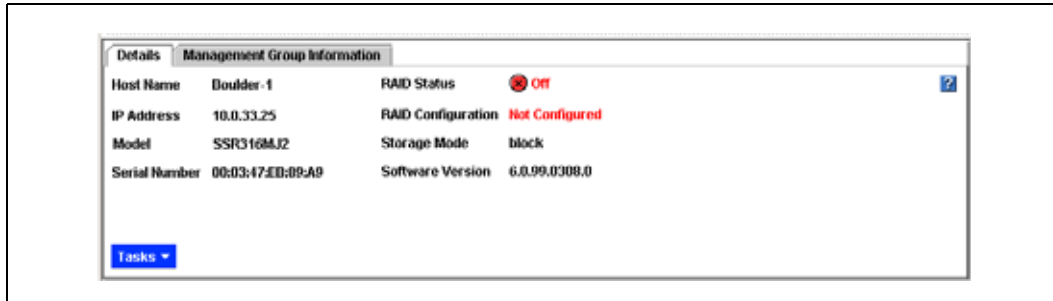 Details Management Group Information
Host Name Boulder-1 RAID Status Off
IP Address 10.0.33.25 RAID Configuration Not Configured
Model SSR316MJ2 Storage Mode block
Serial Number 00:03:47:ED:09:A9 Software Version 6.0.99.0308.0
Tasks